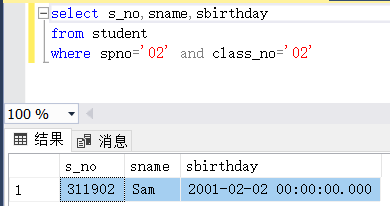 select s_no,sname,sbirthday
from student
where spno='02' and class_no='02'
100 %
结果 消息
s_no sname sbirthday
1 311902 Sam 2001-02-02 00:00:00.000